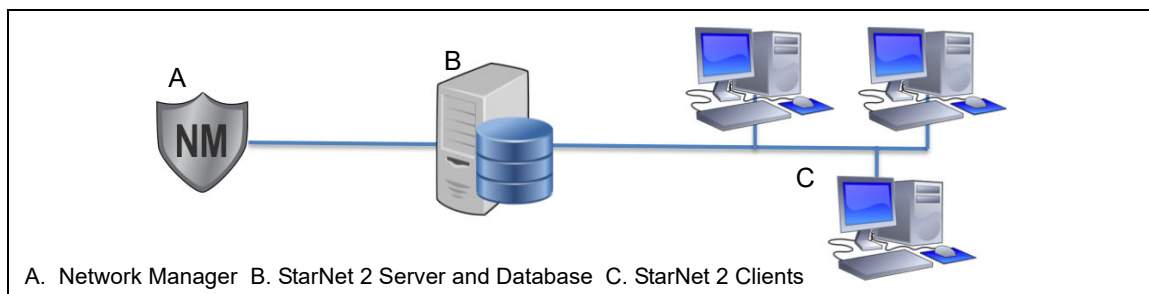 A
B
NM
C
A. Network Manager B. StarNet 2 Server and Database C. StarNet 2 Clients